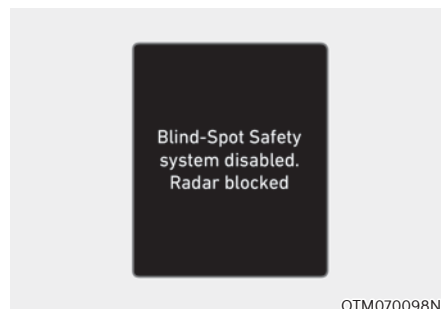 Blind-Spot Safety
system disabled.
Radar blocked
OTM070098N